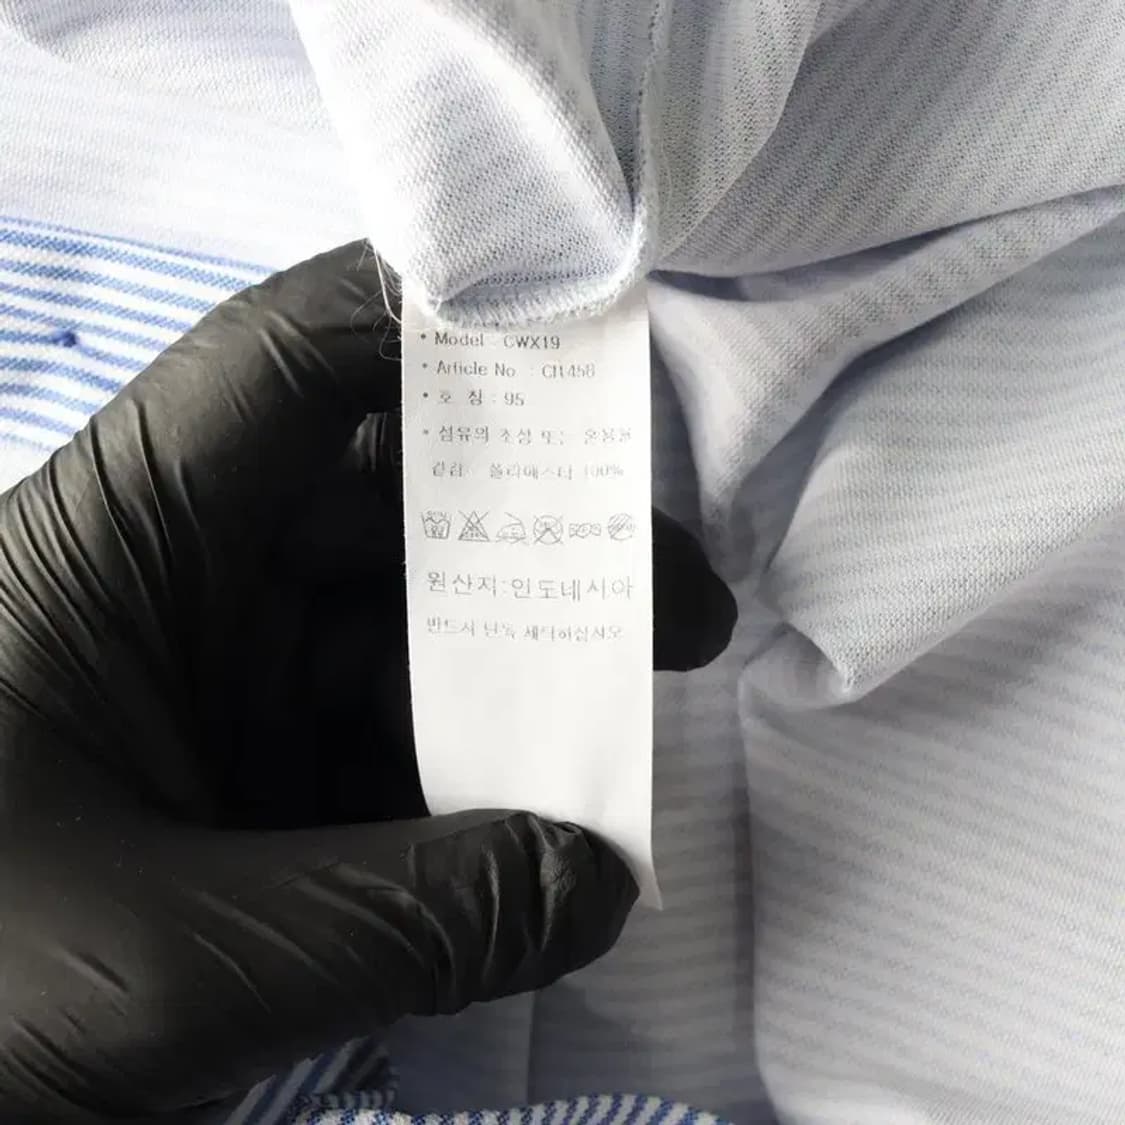 * Model : CWX19
* Article No : CI1458
* 호 칭 : 95
* 섬유의 조성 또는 혼용율
겉감 : 폴리에스터 100%
원산지:인도네시아
반드시 단독 세탁하십시오